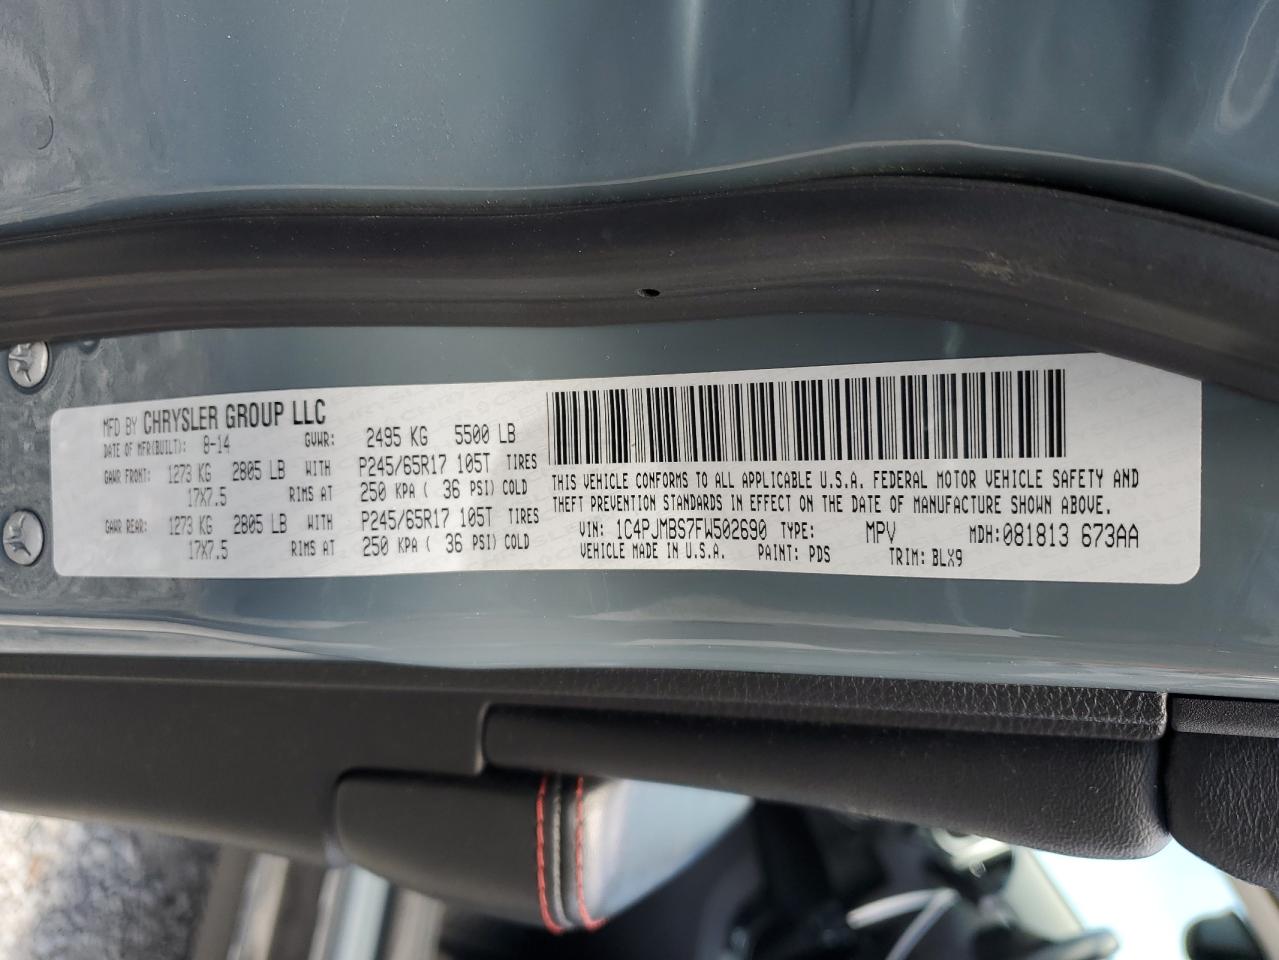 MFD BY CHRYSLER GROUP LLC
DATE OF MFR(BUILT): 8-14 GVWR: 2495 KG 5500 LB
GAWR FRONT: 1273 KG 2805 LB WITH P245/65R17 105T TIRES
17X7.5 RIMS AT 250 KPA ( 36 PSI) COLD
GAWR REAR: 1273 KG 2805 LB WITH P245/65R17 105T TIRES
17X7.5 RIMS AT 250 KPA ( 36 PSI) COLD
THIS VEHICLE CONFORMS TO ALL APPLICABLE U.S.A. FEDERAL MOTOR VEHICLE SAFETY AND
THEFT PREVENTION STANDARDS IN EFFECT ON THE DATE OF MANUFACTURE SHOWN ABOVE.
VIN: 1C4PJMBS7FW502690 TYPE: MPV MDH:081813 673AA
VEHICLE MADE IN U.S.A. PAINT: PDS TRIM: BLX9